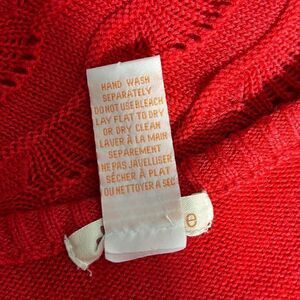 HAND WASH
SEPARATELY
DO NOT USE BLEACH
LAY FLAT TO DRY
OR DRY CLEAN
LAVER À LA MAIN
SEPAREMENT
NE PAS JAVELLISER
SÉCHER À PLAT
OU NETTOYER A SEC
e